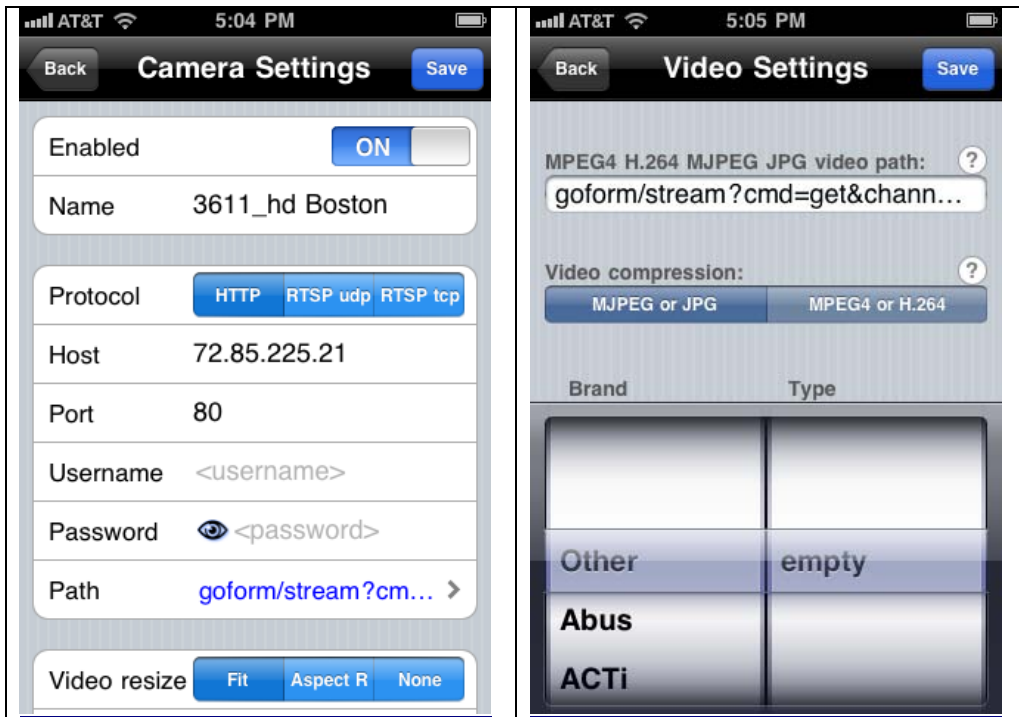 AT&T 5:04 PM
Back Camera Settings Save
Enabled ON
Name 3611_hd Boston
Protocol HTTP RTSP udp RTSP tcp
Host 72.85.225.21
Port 80
Username <username>
Password <password>
Path goform/stream?cm...
Video resize Fit Aspect R None
AT&T 5:05 PM
Back Video Settings Save
MPEG4 H.264 MJPEG JPG video path: ?
goform/stream?cmd=get&chann...
Video compression: ?
MJPEG or JPG MPEG4 or H.264
Brand Type
Other empty
Abus
ACTi